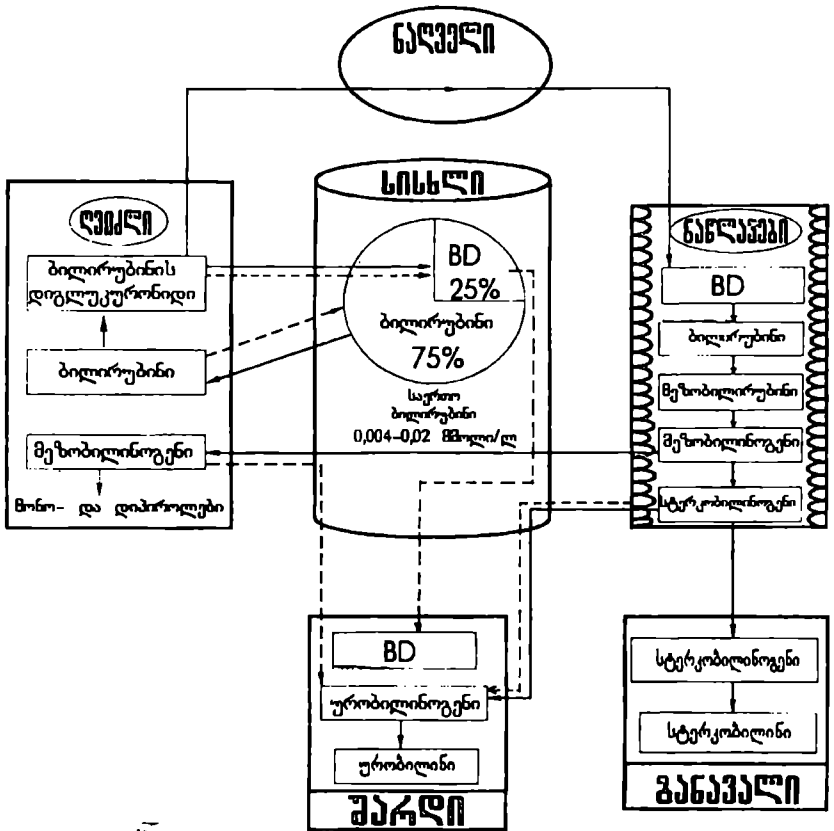 ნაღველი
ღვიძლი
ბილირუბინის
დიგლუკურონიდი
ბილირუბინი
მეზობილინოგენი
მონო- და დიპიროლები
სისხლი
BD
25%
ბილირუბინი
75%
საერთო
ბილირუბინი
0,004-0,02 მმოლი/ლ
ნაწლავები
BD
ბილირუბინი
მეზობილირუბინი
მეზობილინოგენი
სტერკობილინოგენი
BD
ურობილინოგენი
ურობილინი
შარდი
სტერკობილინოგენი
სტერკობილინი
განავალი